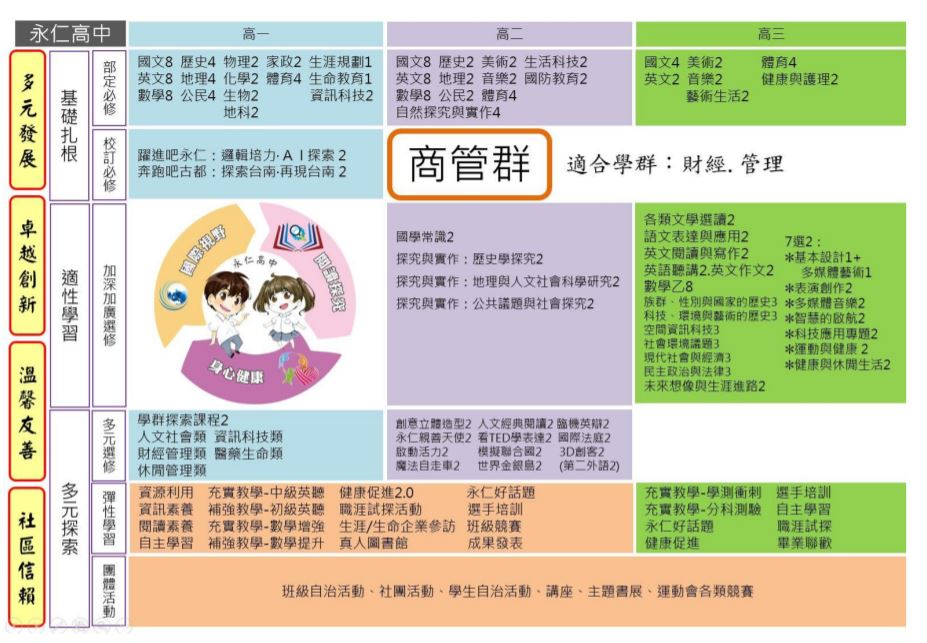 永仁高中
高一
高二
高三
多元發展
卓越創新
溫馨友善
社區信賴
基礎扎根
部定必修
國文8 歷史4 物理2 家政2 生涯規劃1
英文8 地理4 化學2 體育4 生命教育1
數學8 公民4 生物2 資訊科技2
地科2
國文8 歷史2 美術2 生活科技2
英文8 地理2 音樂2 國防教育2
數學8 公民2 體育4
自然探究與實作4
國文4 美術2 體育4
英文2 音樂2 健康與護理2
藝術生活2
校訂必修
躍進吧永仁：邏輯培力·AI探索 2
奔跑吧古都：探索台南·再現台南 2
商管群
適合學群：財經.管理
適性學習
加深加廣選修
國際視野
閱讀探究
永仁高中
身心健康
國學常識2
探究與實作：歷史學探究2
探究與實作：地理與人文社會科學研究2
探究與實作：公共議題與社會探究2
各類文學選讀2
語文表達與應用2
英文閱讀與寫作2
英語聽講2.英文作文2
數學乙8
族群、性別與國家的歷史3
科技、環境與藝術的歷史3
空間資訊科技3
社會環境議題3
現代社會與經濟3
民主政治與法律3
未來想像與生涯進路2
7選2：
＊基本設計1+
多媒體藝術1
＊表演創作2
＊多媒體音樂2
＊智慧的啟航2
＊科技應用專題2
＊運動與健康 2
＊健康與休閒生活2
多元探索
多元選修
學群探索課程2
人文社會類 資訊科技類
財經管理類 醫藥生命類
休閒管理類
創意立體造型2 人文經典閱讀2 臨機英辯2
永仁親善天使2 看TED學表達2 國際法庭2
啟動活力2 模擬聯合國2 3D創客2
魔法自走車2 世界金銀島2 (第二外語2)
彈性學習
資源利用 充實教學-中級英聽 健康促進2.0 永仁好話題
資訊素養 補強教學-初級英聽 職涯試探活動 選手培訓
閱讀素養 充實教學-數學增強 生涯/生命企業參訪 班級競賽
自主學習 補強教學-數學提升 真人圖書館 成果發表
充實教學-學測衝刺 選手培訓
充實教學-分科測驗 自主學習
永仁好話題 職涯試探
健康促進 畢業聯歡
團體活動
班級自治活動、社團活動、學生自治活動、講座、主題書展、運動會各類競賽